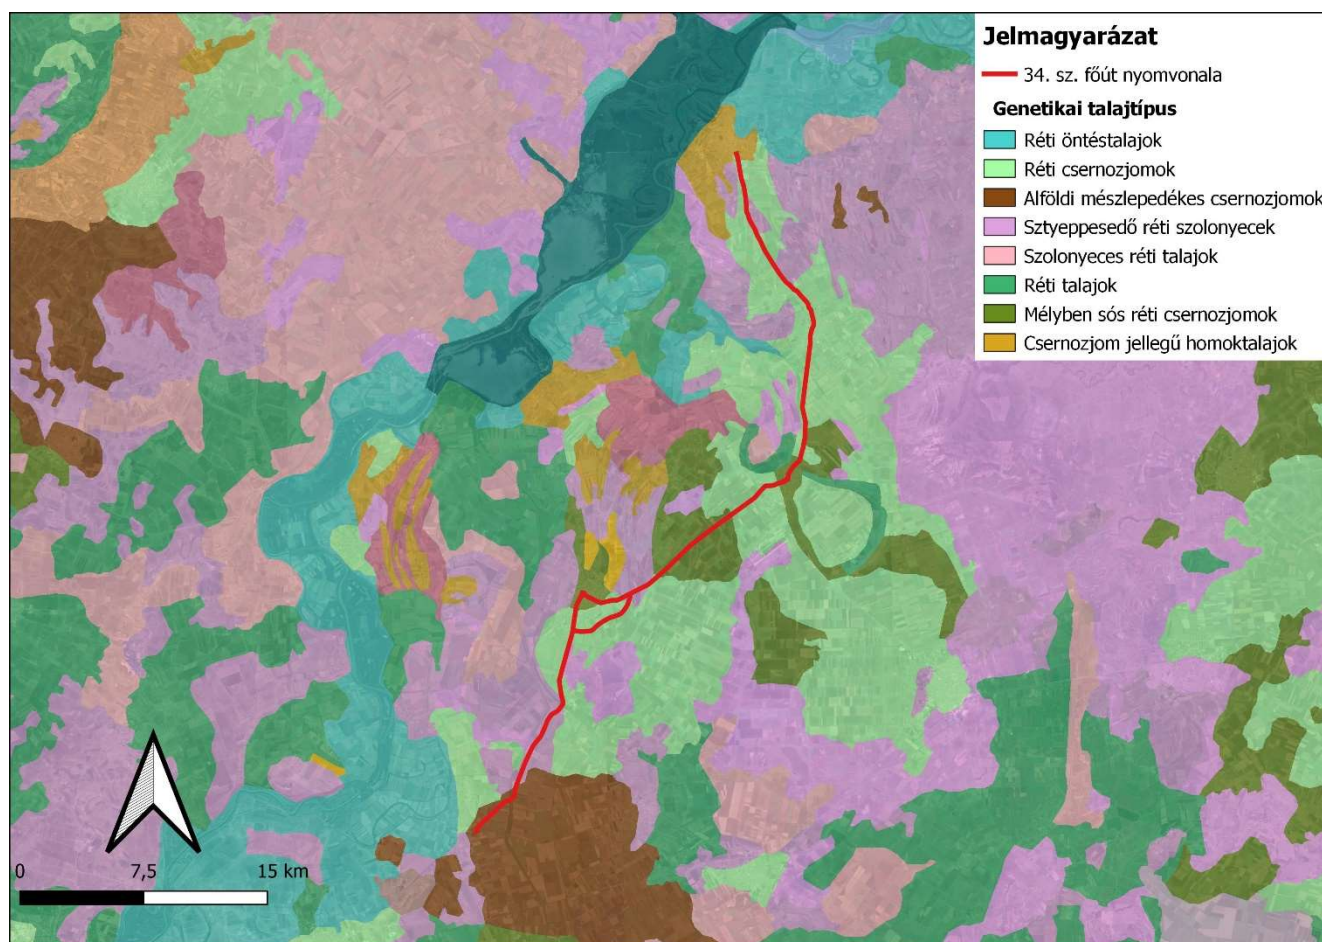 Jelmagyarázat
34. sz. főút nyomvonala
Genetikai talajtípus
Réti öntéstalajok
Réti csernozjomok
Alföldi mészlepedékes csernozjomok
Sztyeppesedő réti szolonyecek
Szolonyeces réti talajok
Réti talajok
Mélyben sós réti csernozjomok
Csernozjom jellegű homoktalajok
0 7,5 15 km